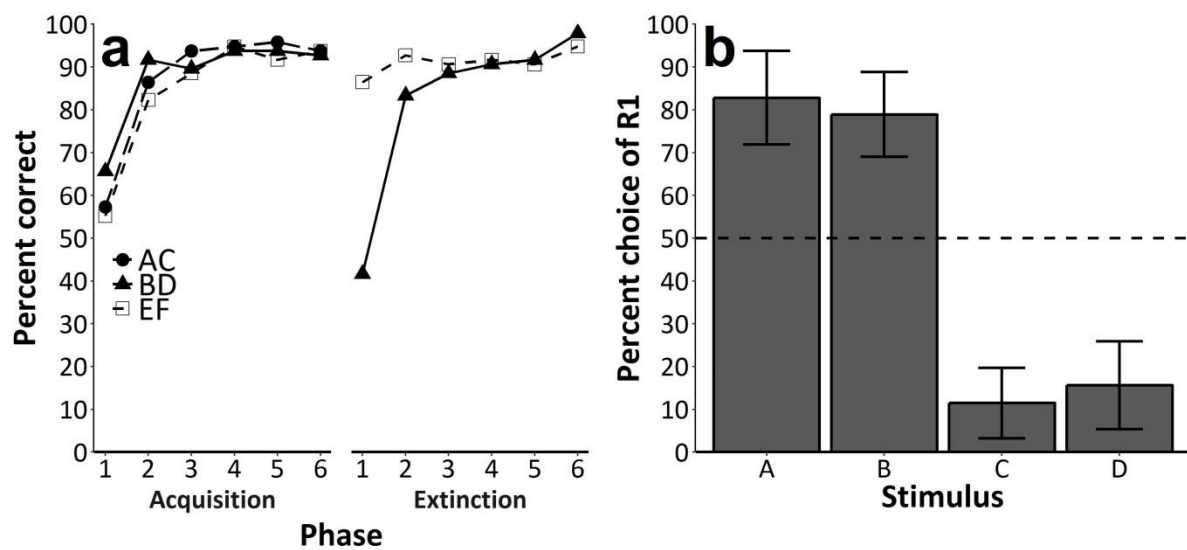 a
Percent correct
100
90
80
70
60
50
40
30
20
10
0
AC
BD
EF
1 2 3 4 5 6
Acquisition
1 2 3 4 5 6
Extinction
Phase
b
Percent choice of R1
100
90
80
70
60
50
40
30
20
10
0
A B C D
Stimulus